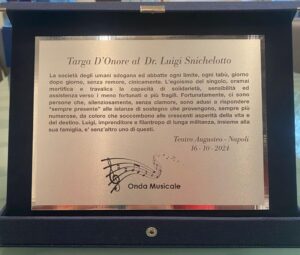 Targa D'Onore al Dr. Luigi Snichelotto
La società degli umani sdogana ed abbatte ogni limite, ogni tabù, giorno
dopo giorno, senza remore, cinicamente. L'egoismo del singolo, oramai
mortifica e travalica la capacità di solidarietà, sensibilità ed
assistenza verso i meno fortunati o più fragili. Fortunatamente, ci sono
persone che, silenziosamente, senza clamore, sono adusi a rispondere
"sempre presente" alle istanze di sostegno che provengono, sempre più
numerose, da coloro che soccombono alle crescenti asperità della vita e
del destino. Luigi, imprenditore e filantropo di lunga militanza, insieme alla
sua famiglia, e' senz'altro uno di questi.
Teatro Augusteo - Napoli
16 - 10 - 2024
Onda Musicale